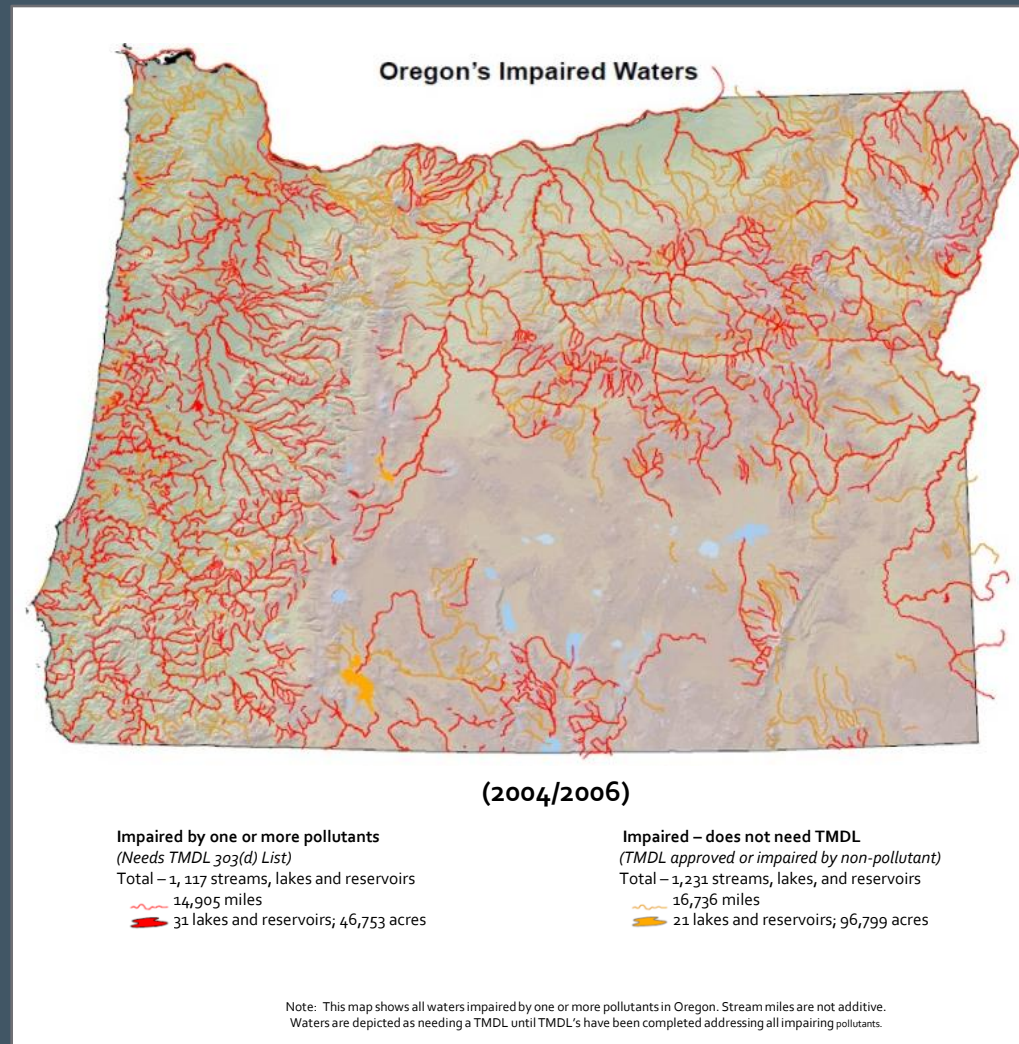 Oregon's Impaired Waters
(2004/2006)
Impaired by one or more pollutants
(Needs TMDL 303(d) List)
Total – 1, 117 streams, lakes and reservoirs
14,905 miles
31 lakes and reservoirs; 46,753 acres
Impaired – does not need TMDL
(TMDL approved or impaired by non-pollutant)
Total – 1,231 streams, lakes, and reservoirs
16,736 miles
21 lakes and reservoirs; 96,799 acres
Note: This map shows all waters impaired by one or more pollutants in Oregon. Stream miles are not additive.
Waters are depicted as needing a TMDL until TMDL's have been completed addressing all impairing pollutants.